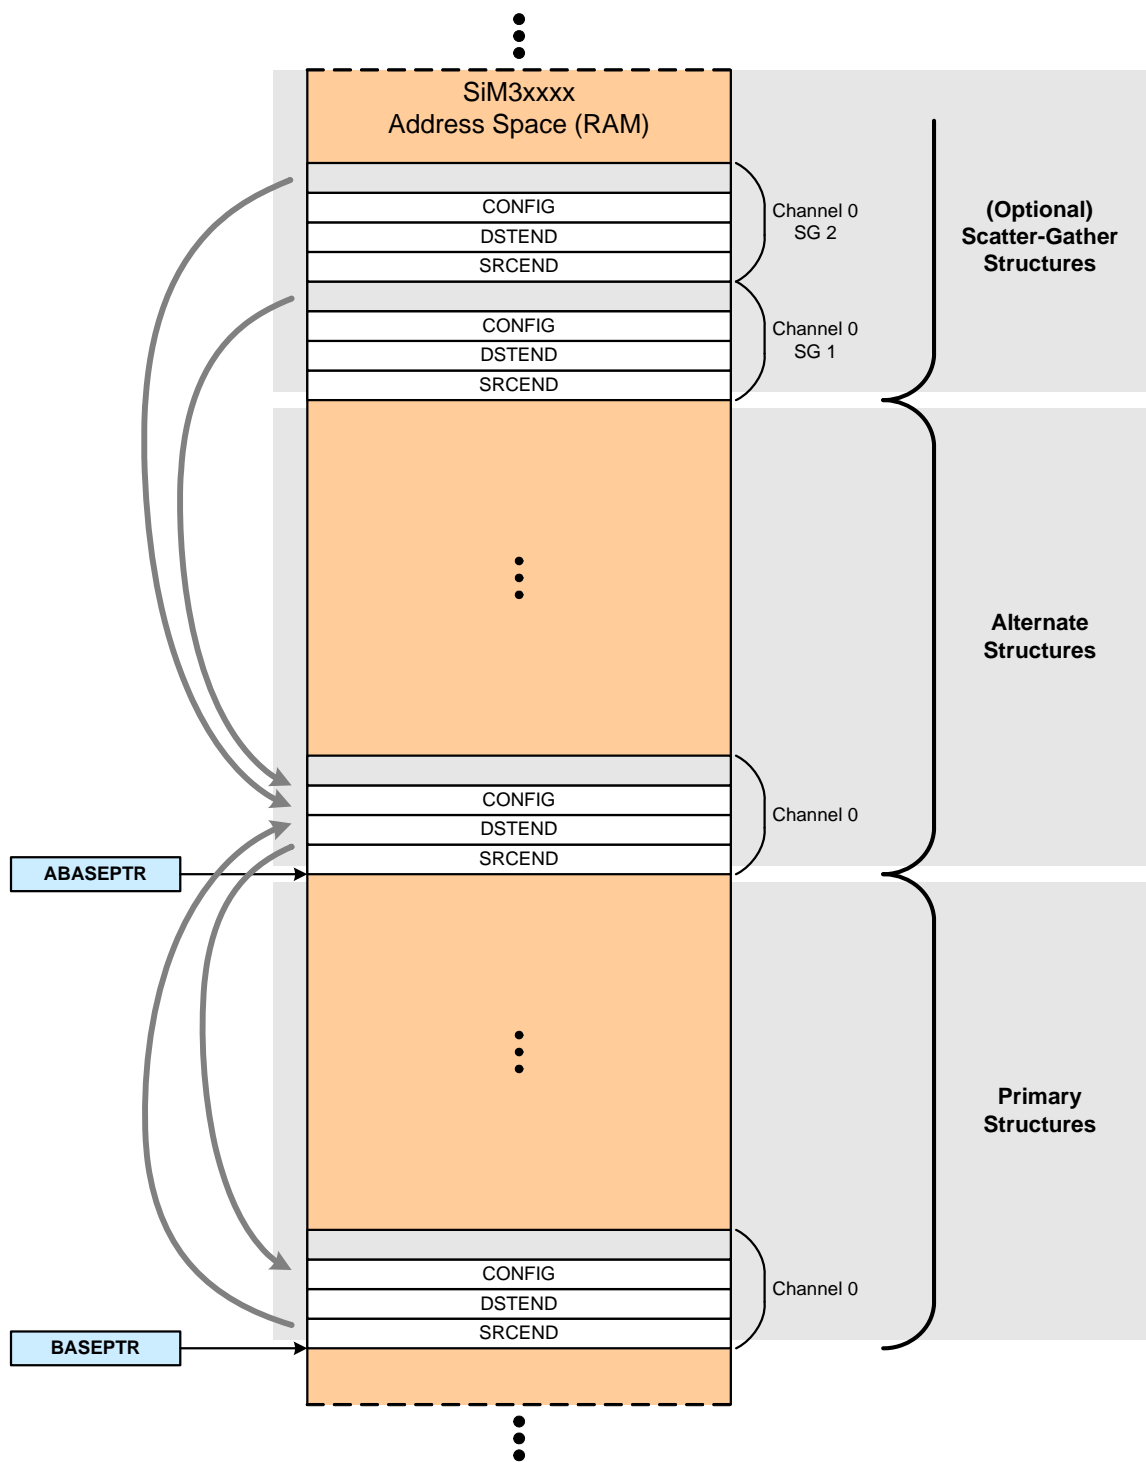 SiM3xxxx
Address Space (RAM)
CONFIG
DSTEND
SRCEND
Channel 0
SG 2
(Optional)
Scatter-Gather
Structures
CONFIG
DSTEND
SRCEND
Channel 0
SG 1
Alternate
Structures
CONFIG
DSTEND
SRCEND
Channel 0
ABASEPTR
Primary
Structures
CONFIG
DSTEND
SRCEND
Channel 0
BASEPTR